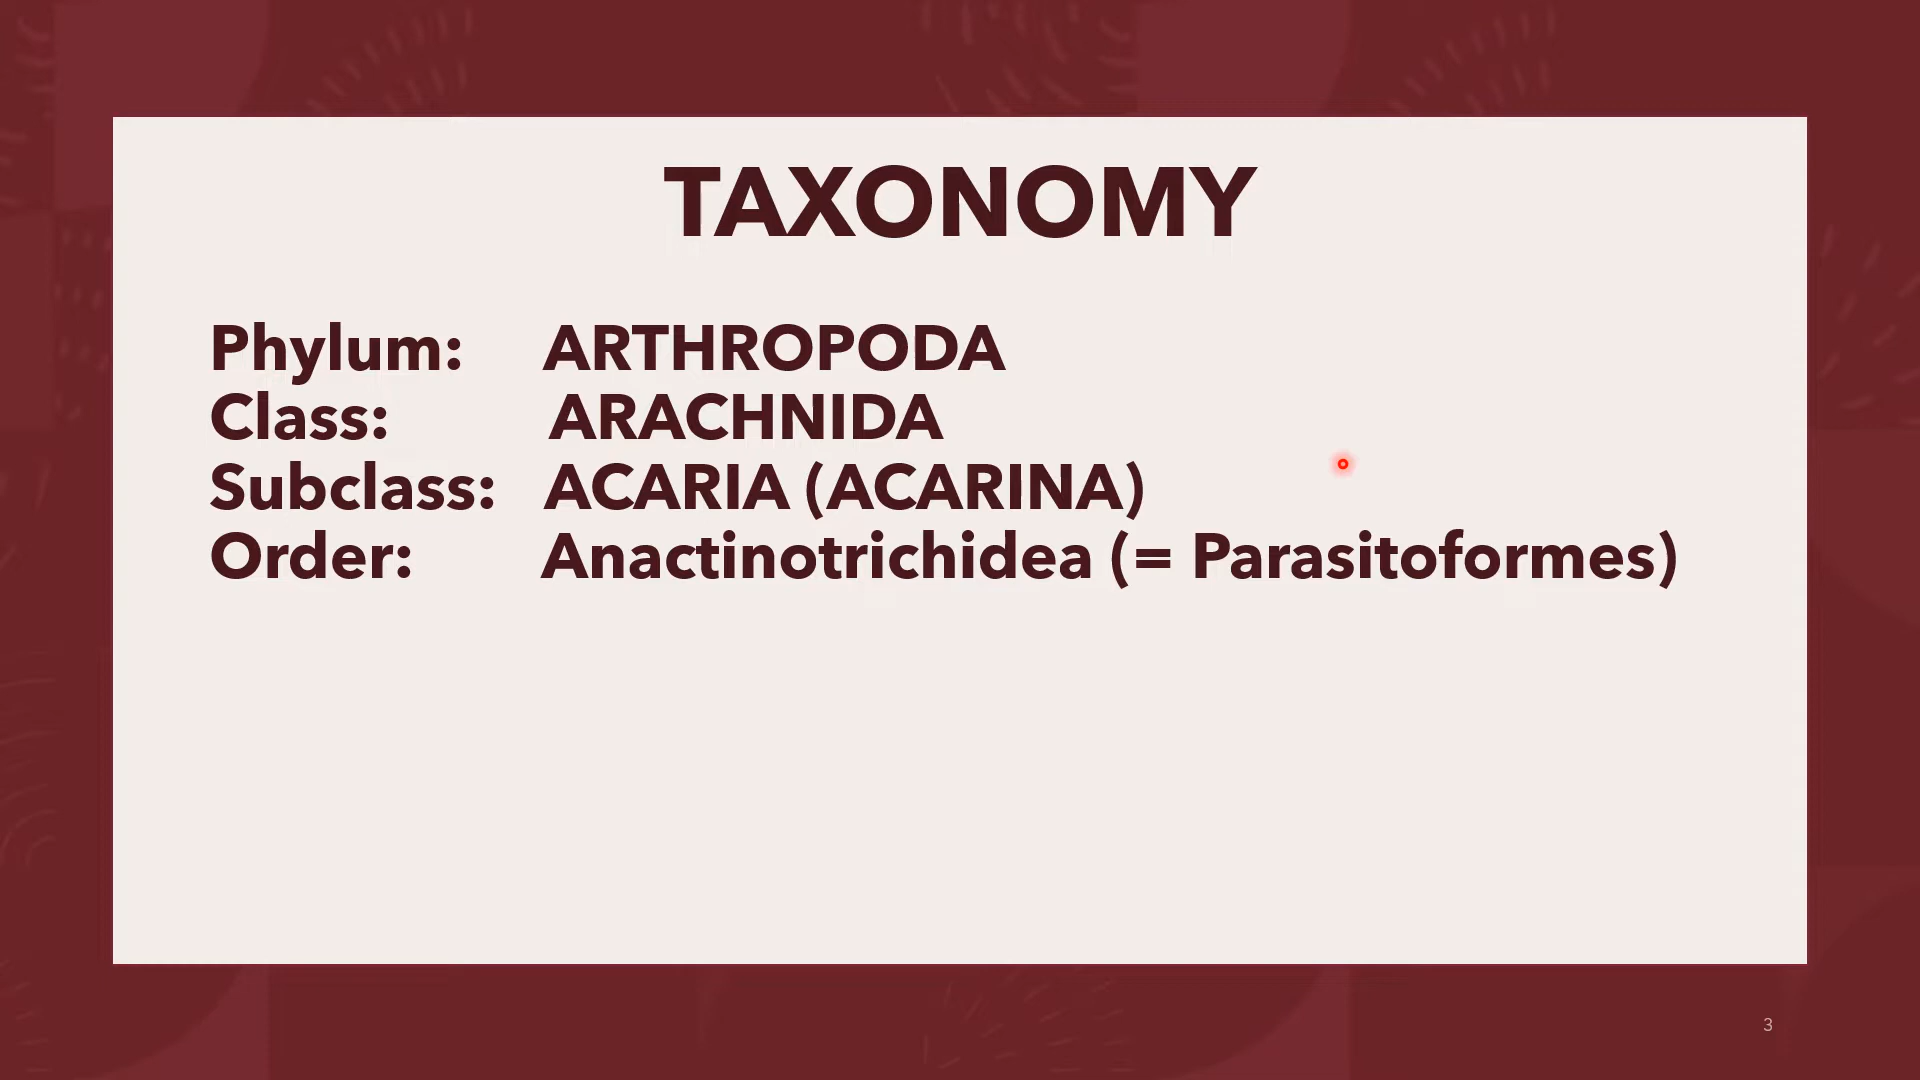 TAXONOMY
Phylum: ARTHROPODA
Class: ARACHNIDA
Subclass: ACARIA (ACARINA)
Order: Anactinotrichidea (= Parasitoformes)
3